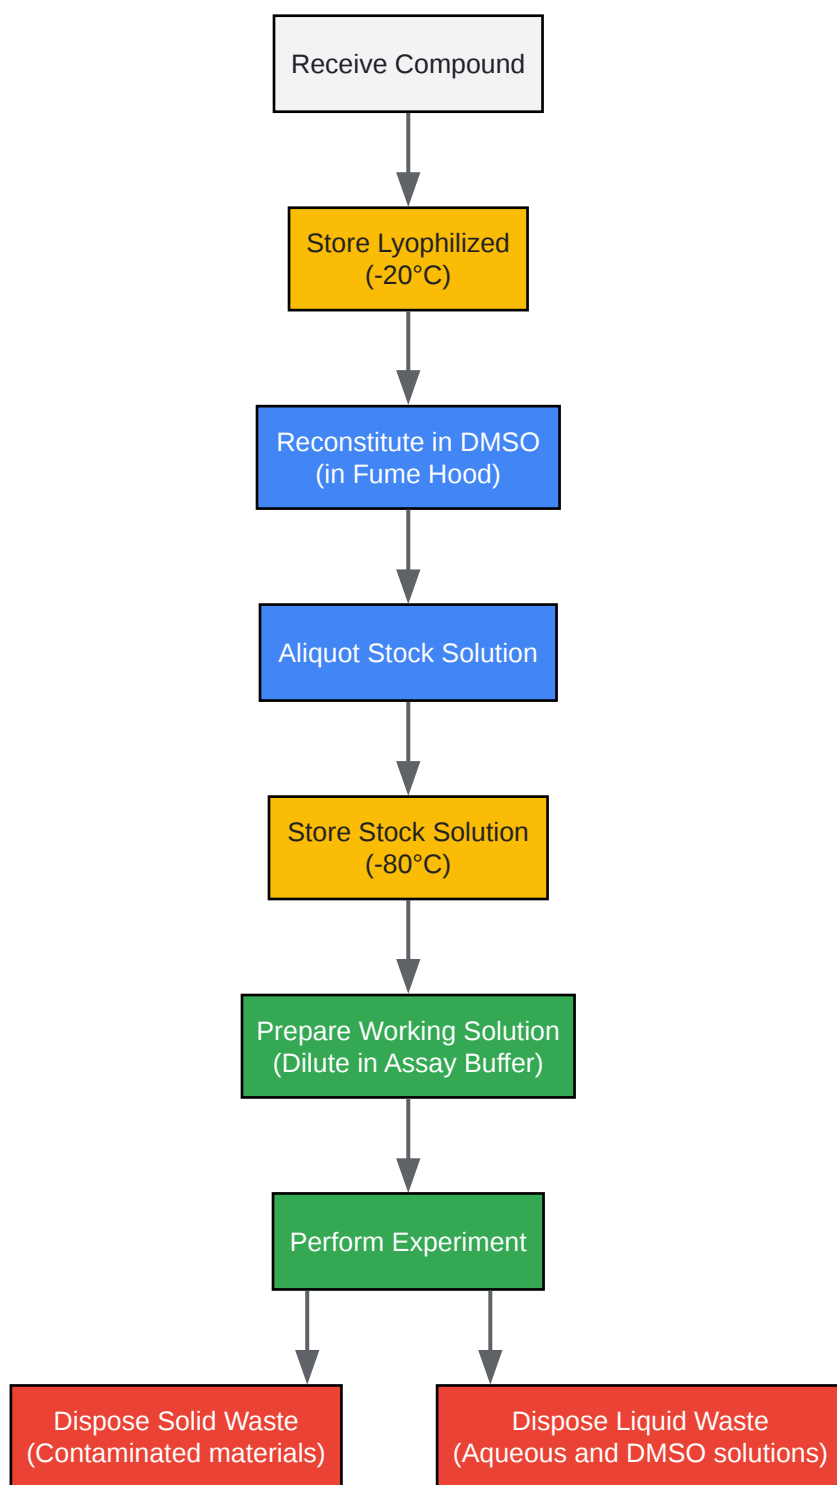 Receive Compound
Store Lyophilized
(-20°C)
Reconstitute in DMSO
(in Fume Hood)
Aliquot Stock Solution
Store Stock Solution
(-80°C)
Prepare Working Solution
(Dilute in Assay Buffer)
Perform Experiment
Dispose Solid Waste
(Contaminated materials)
Dispose Liquid Waste
(Aqueous and DMSO solutions)